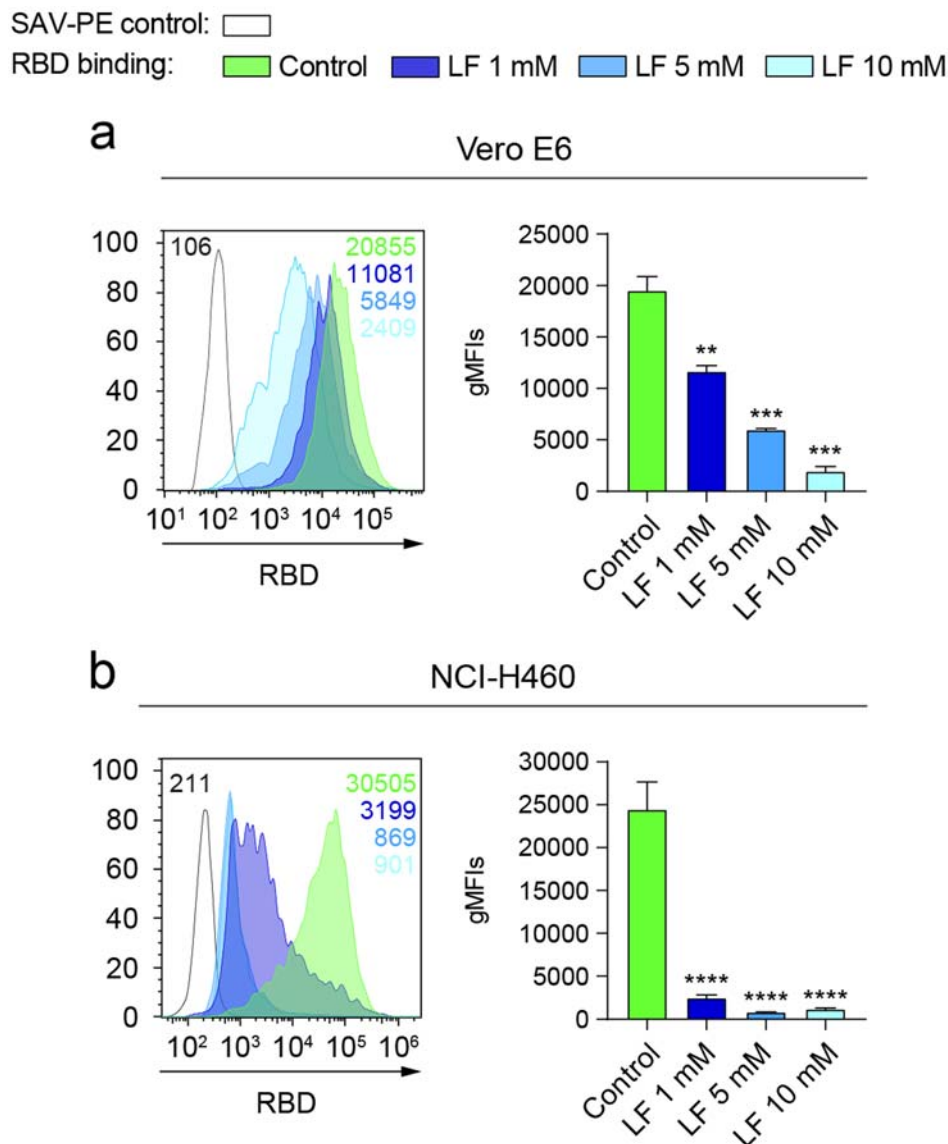 SAV-PE control:
RBD binding: Control LF 1 mM LF 5 mM LF 10 mM
a
Vero E6
100
80
60
40
20
0
106
20855
11081
5849
2409
10¹ 10² 10³ 10⁴ 10⁵
RBD
gMFIs
25000
20000
15000
10000
5000
0
**
***
***
Control
LF 1 mM
LF 5 mM
LF 10 mM
b
NCI-H460
100
80
60
40
20
0
211
30505
3199
869
901
10² 10³ 10⁴ 10⁵ 10⁶
RBD
gMFIs
30000
25000
20000
15000
10000
5000
0
****
****
****
Control
LF 1 mM
LF 5 mM
LF 10 mM